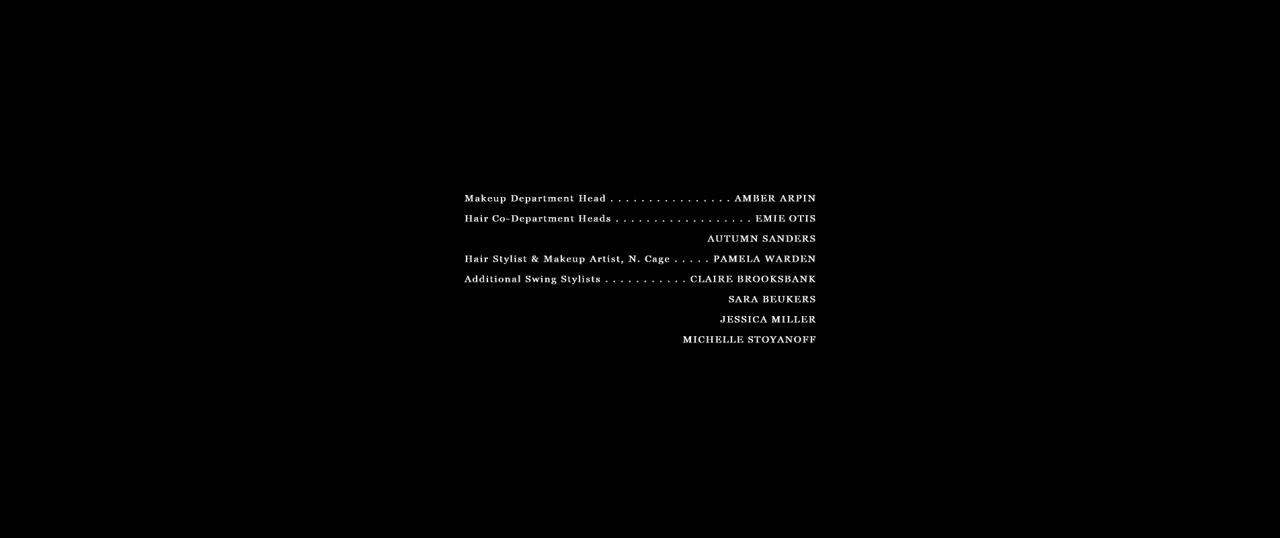 Makeup Department Head . . . . . . . . . . . . . . . . AMBER ARPIN
Hair Co-Department Heads . . . . . . . . . . . . . . . . . . EMIE OTIS
AUTUMN SANDERS
Hair Stylist & Makeup Artist, N. Cage . . . . . PAMELA WARDEN
Additional Swing Stylists . . . . . . . . . . . CLAIRE BROOKSBANK
SARA BEUKERS
JESSICA MILLER
MICHELLE STOYANOFF